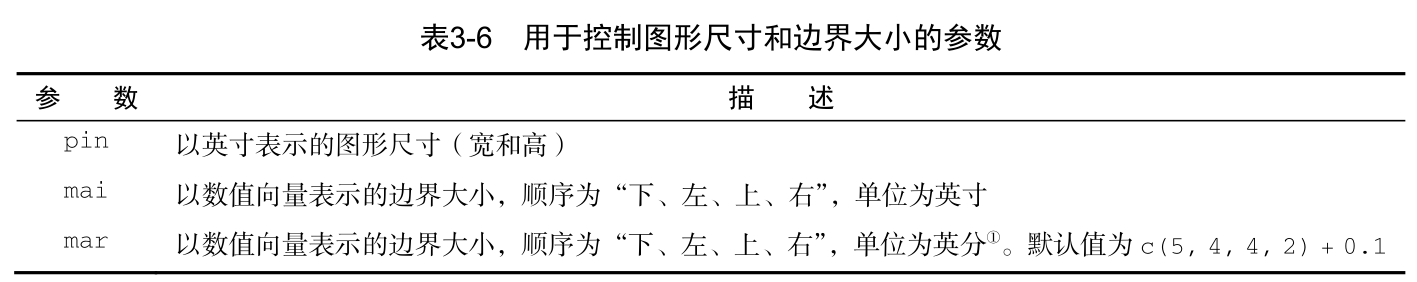 表3-6 用于控制图形尺寸和边界大小的参数
参 数 描 述
pin 以英寸表示的图形尺寸（宽和高）
mai 以数值向量表示的边界大小，顺序为“下、左、上、右”，单位为英寸
mar 以数值向量表示的边界大小，顺序为“下、左、上、右”，单位为英分①。默认值为c(5, 4, 4, 2) + 0.1